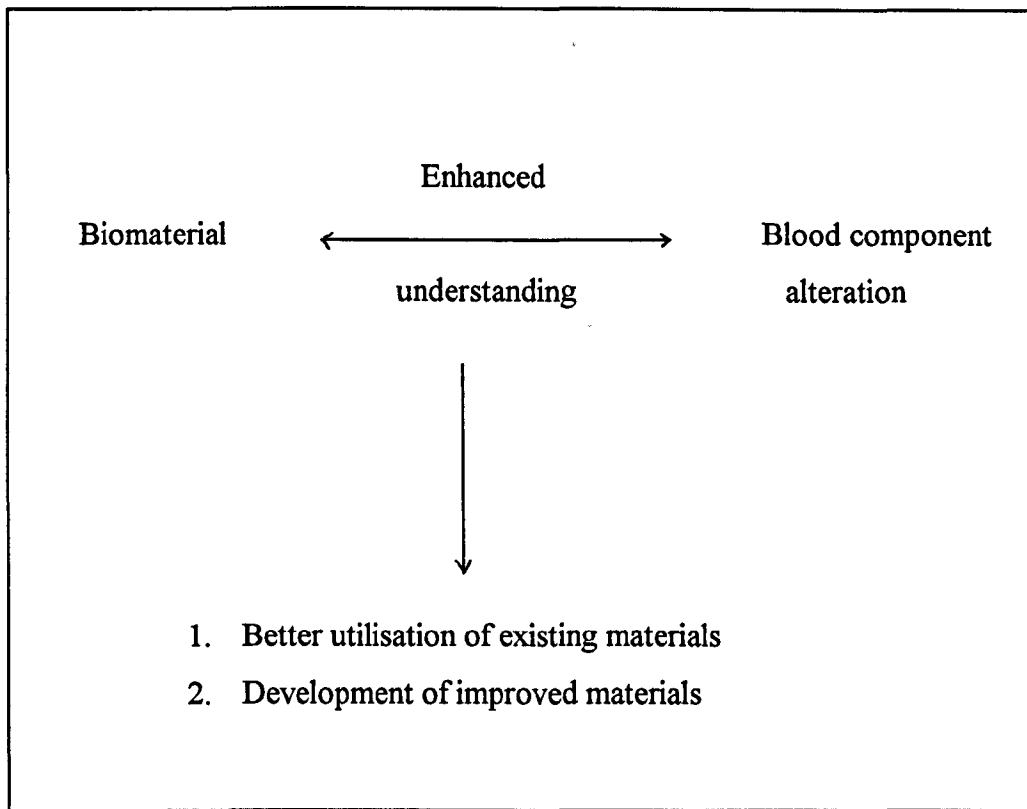 Enhanced
Biomaterial
Blood component
understanding
alteration
1. Better utilisation of existing materials
2. Development of improved materials